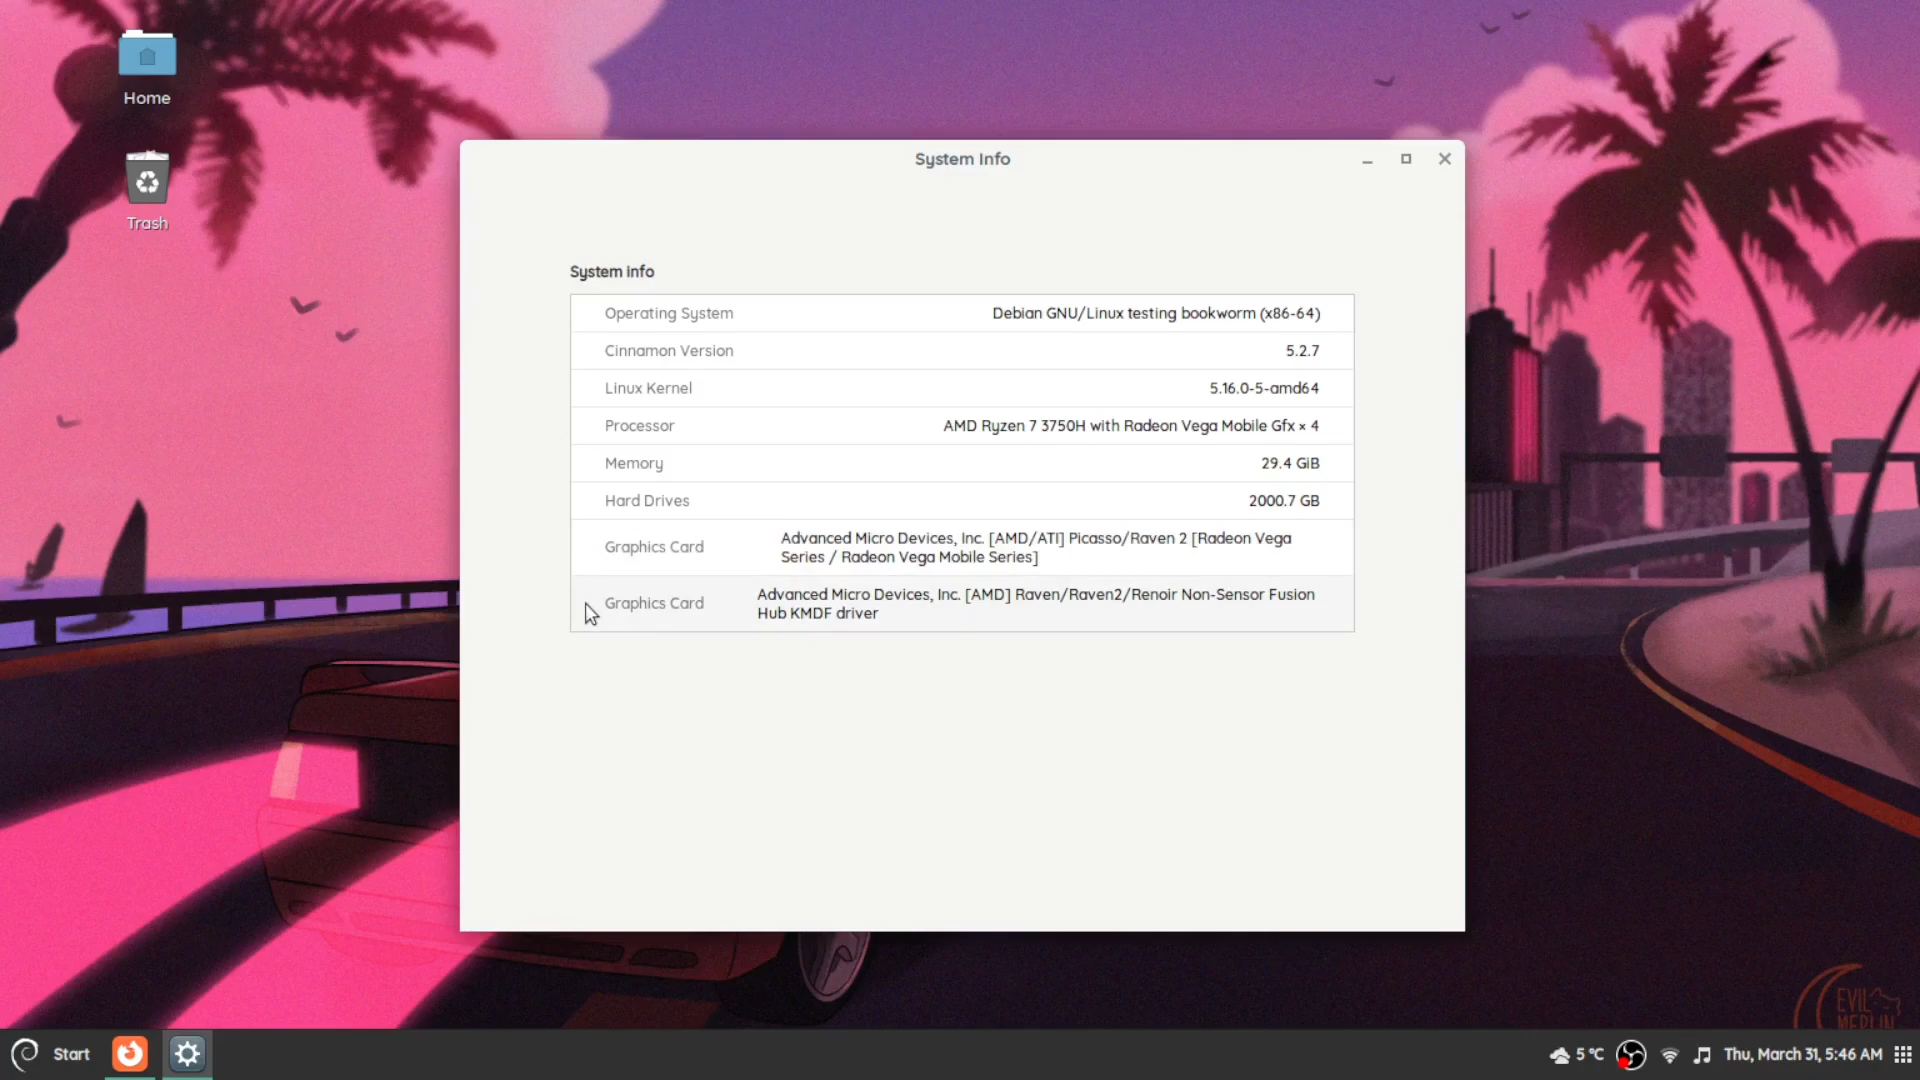 Home
Trash
System Info
System info
Operating System Debian GNU/Linux testing bookworm (x86-64)
Cinnamon Version 5.2.7
Linux Kernel 5.16.0-5-amd64
Processor AMD Ryzen 7 3750H with Radeon Vega Mobile Gfx × 4
Memory 29.4 GiB
Hard Drives 2000.7 GB
Graphics Card Advanced Micro Devices, Inc. [AMD/ATI] Picasso/Raven 2 [Radeon Vega
Series / Radeon Vega Mobile Series]
Graphics Card Advanced Micro Devices, Inc. [AMD] Raven/Raven2/Renoir Non-Sensor Fusion
Hub KMDF driver
EVIL
MERLIN
Start 5 °C Thu, March 31, 5:46 AM